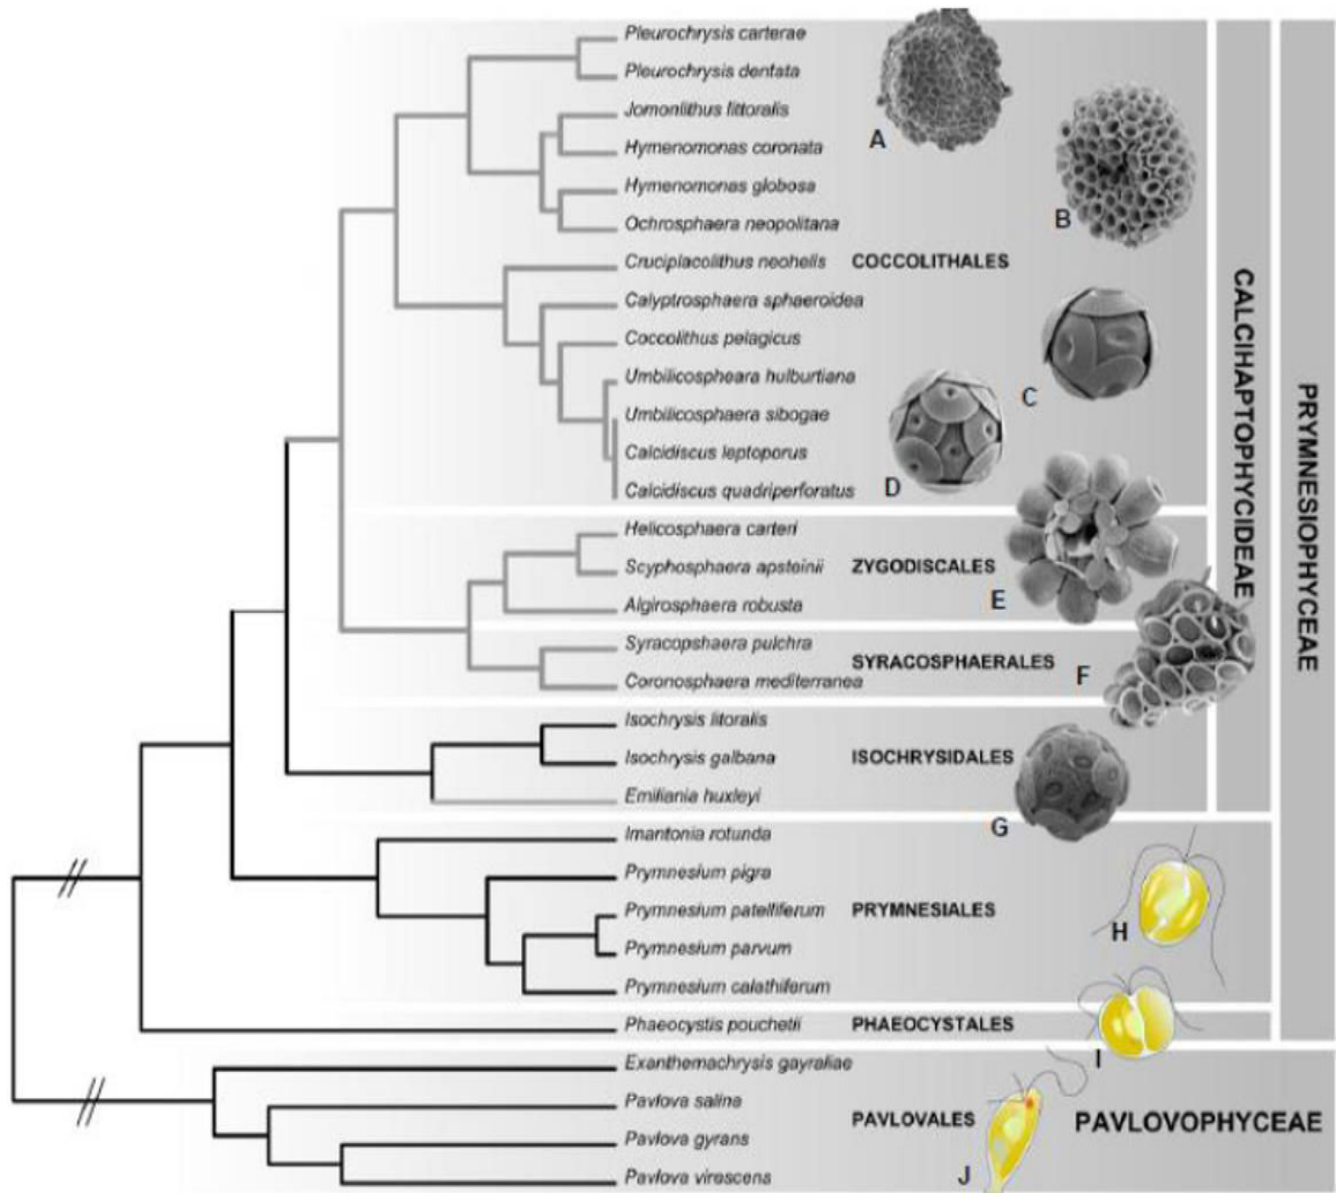 Pleurochrysis carterae
Pleurochrysis dentata
Jomonlithus littoralis
A
Hymenomonas coronata
Hymenomonas globosa
B
Ochrosphaera neopolitana
Cruciplacolithus neohelis COCCOLITHALES
Calyptrosphaera sphaeroidea
Coccolithus pelagicus
Umbilicospheara hulburtiana
C
Umbilicosphaera sibogae
Calcidiscus leptoporus
Calcidiscus quadriperforatus D
Helicosphaera carteri
Scyphosphaera apsteinii ZYGODISCALES
Algirosphaera robusta E
Syracopshaera pulchra
SYRACOSPHAERALES F
Coronosphaera mediterranea
Isochrysis litoralis
Isochrysis galbana ISOCHRYSIDALES
Emiliania huxleyi
G
Imantonia rotunda
Prymnesium pigra
Prymnesium patelliferum PRYMNESIALES H
Prymnesium parvum
Prymnesium calathiferum
Phaeocystis pouchetii PHAEOCYSTALES
I
Exanthemachrysis gayraliae
Pavlova salina
PAVLOVALES PAVLOVOPHYCEAE
Pavlova gyrans
Pavlova virescens J
CALCIHAPTOPHYCIDEAE
PRYMNESIOPHYCEAE